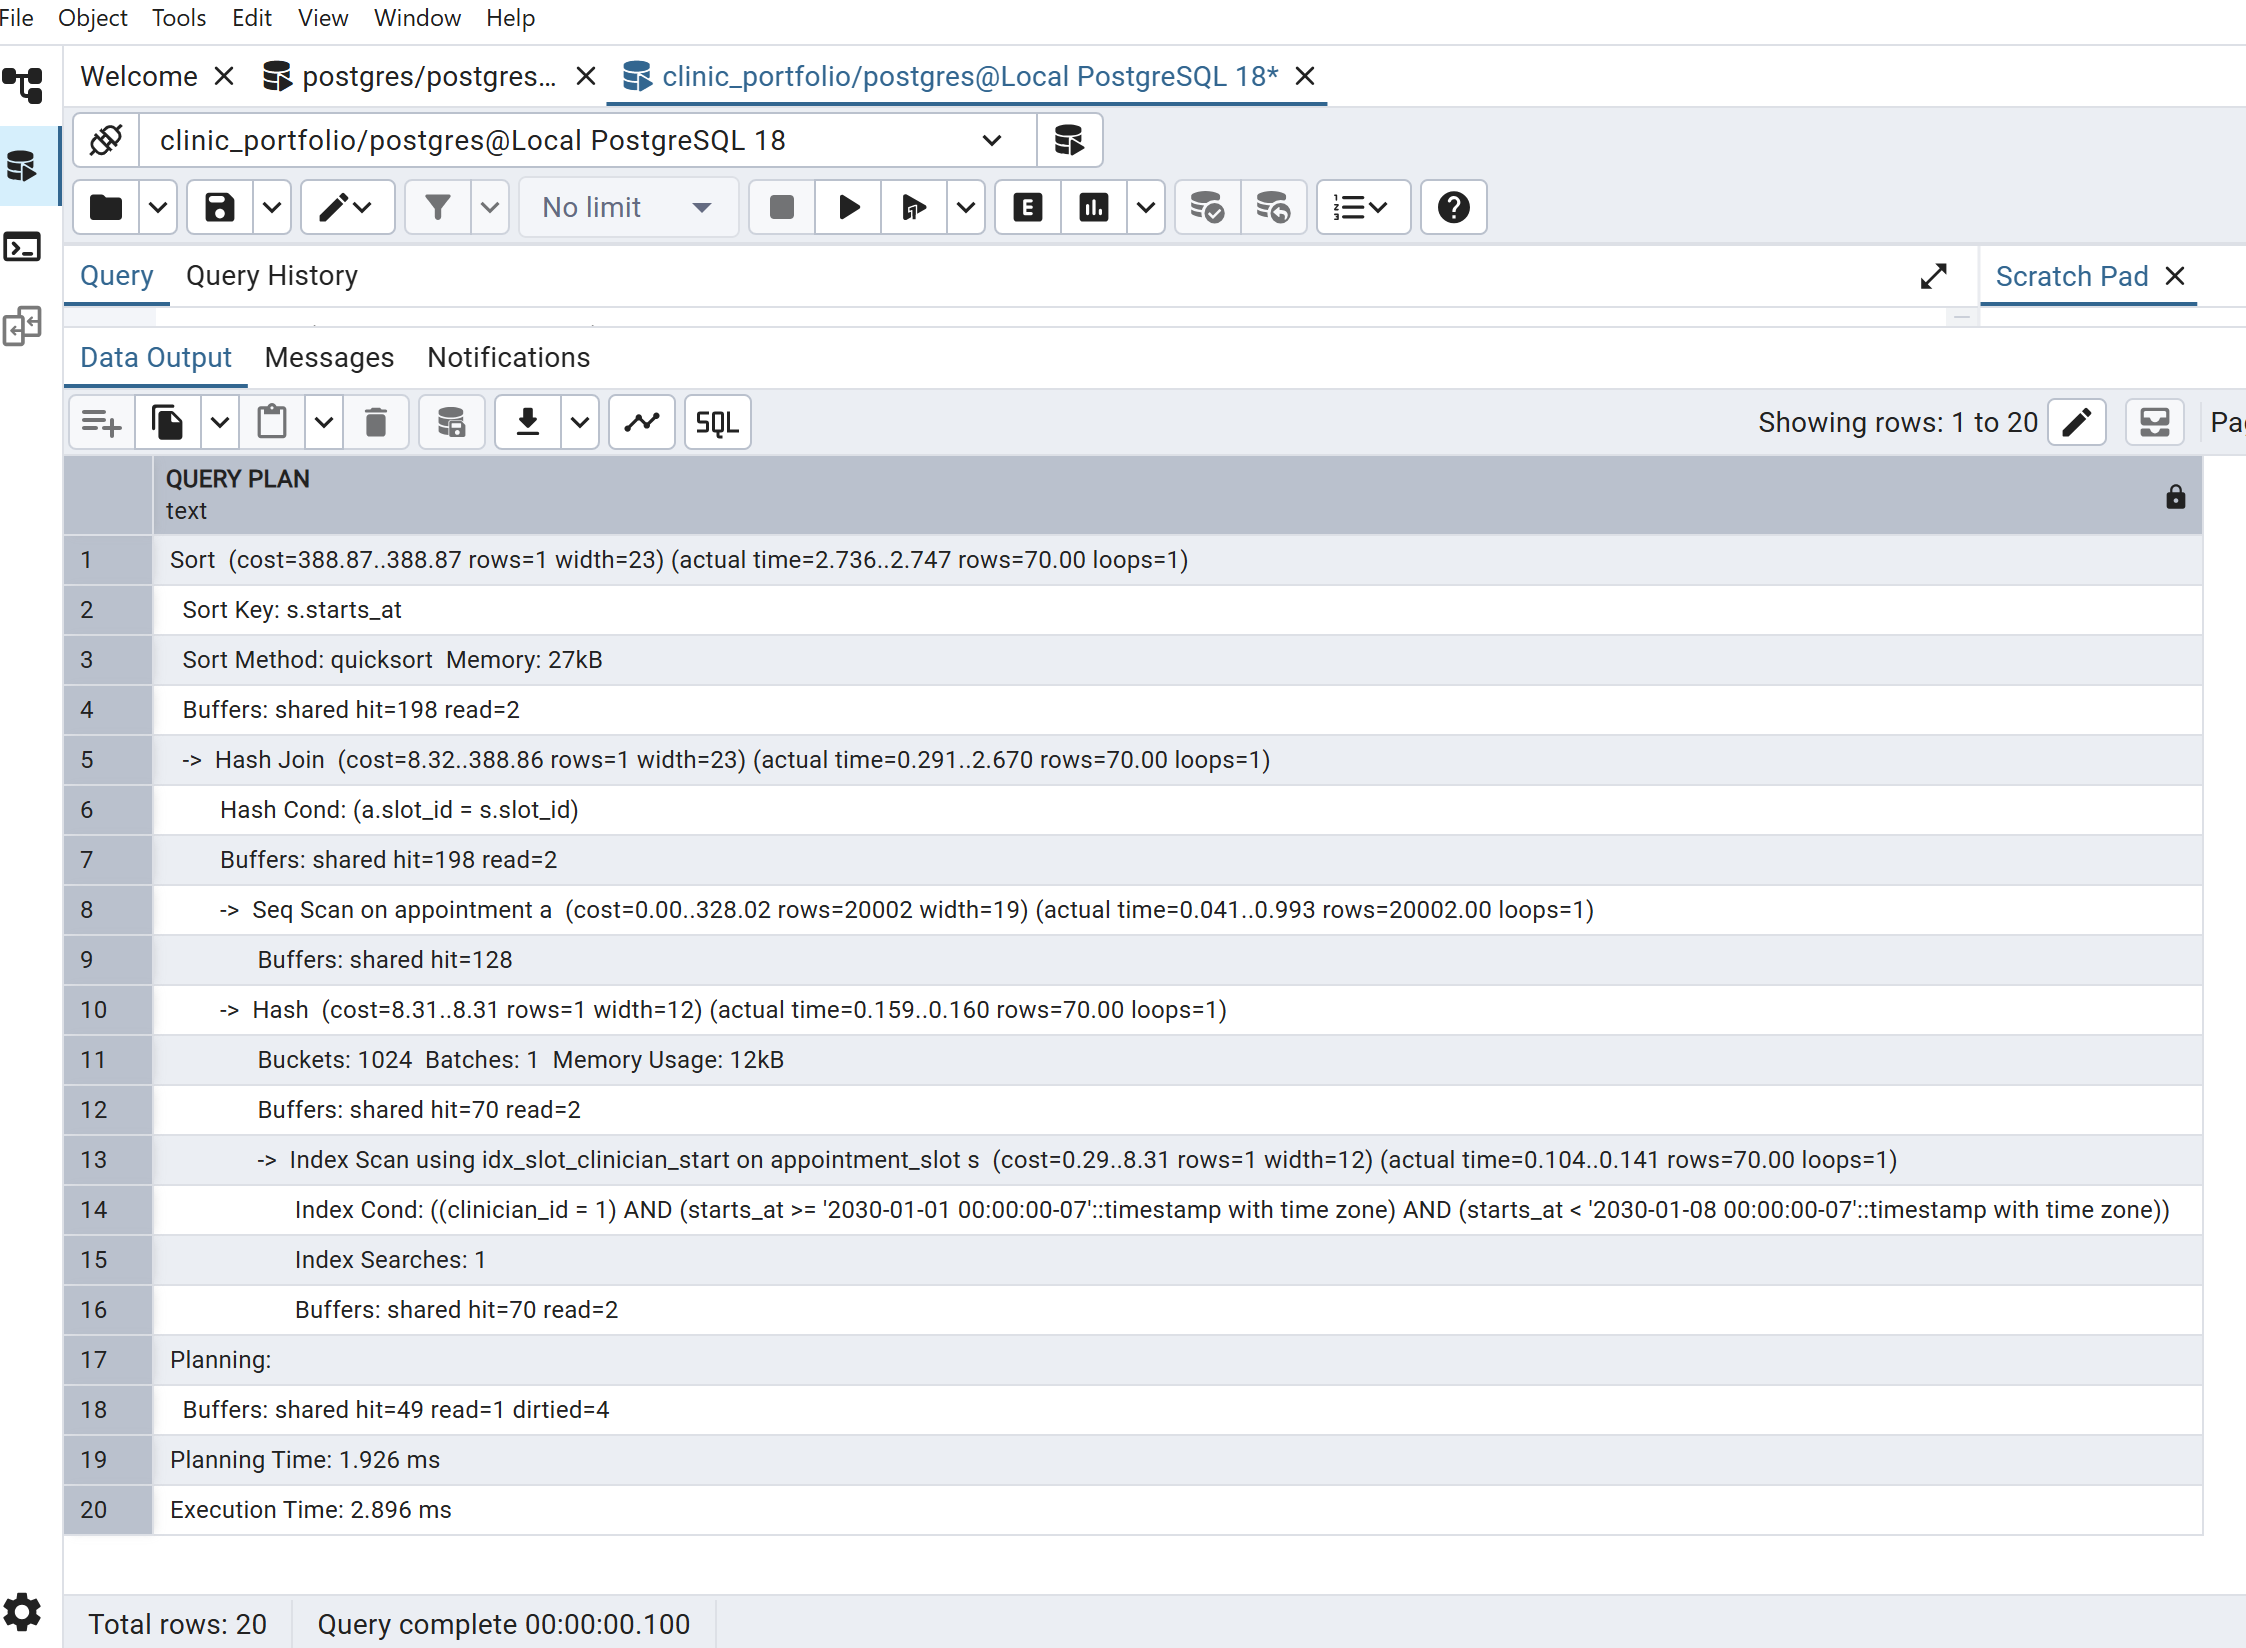 File Object Tools Edit View Window Help
Welcome postgres/postgres... clinic_portfolio/postgres@Local PostgreSQL 18*
clinic_portfolio/postgres@Local PostgreSQL 18
No limit
Query Query History Scratch Pad
Data Output Messages Notifications
SQL Showing rows: 1 to 20
QUERY PLAN
text
1 Sort (cost=388.87..388.87 rows=1 width=23) (actual time=2.736..2.747 rows=70.00 loops=1)
2 Sort Key: s.starts_at
3 Sort Method: quicksort Memory: 27kB
4 Buffers: shared hit=198 read=2
5 -> Hash Join (cost=8.32..388.86 rows=1 width=23) (actual time=0.291..2.670 rows=70.00 loops=1)
6 Hash Cond: (a.slot_id = s.slot_id)
7 Buffers: shared hit=198 read=2
8 -> Seq Scan on appointment a (cost=0.00..328.02 rows=20002 width=19) (actual time=0.041..0.993 rows=20002.00 loops=1)
9 Buffers: shared hit=128
10 -> Hash (cost=8.31..8.31 rows=1 width=12) (actual time=0.159..0.160 rows=70.00 loops=1)
11 Buckets: 1024 Batches: 1 Memory Usage: 12kB
12 Buffers: shared hit=70 read=2
13 -> Index Scan using idx_slot_clinician_start on appointment_slot s (cost=0.29..8.31 rows=1 width=12) (actual time=0.104..0.141 rows=70.00 loops=1)
14 Index Cond: ((clinician_id = 1) AND (starts_at >= '2030-01-01 00:00:00-07'::timestamp with time zone) AND (starts_at < '2030-01-08 00:00:00-07'::timestamp with time zone))
15 Index Searches: 1
16 Buffers: shared hit=70 read=2
17 Planning:
18 Buffers: shared hit=49 read=1 dirtied=4
19 Planning Time: 1.926 ms
20 Execution Time: 2.896 ms
Total rows: 20 Query complete 00:00:00.100